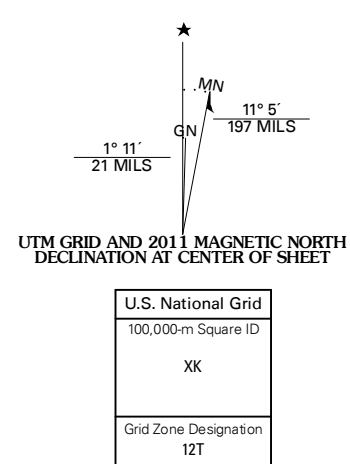 MN
11° 5´
197 MILS
GN
1° 11´
21 MILS
UTM GRID AND 2011 MAGNETIC NORTH
DECLINATION AT CENTER OF SHEET
U.S. National Grid
100,000-m Square ID
XK
Grid Zone Designation
12T